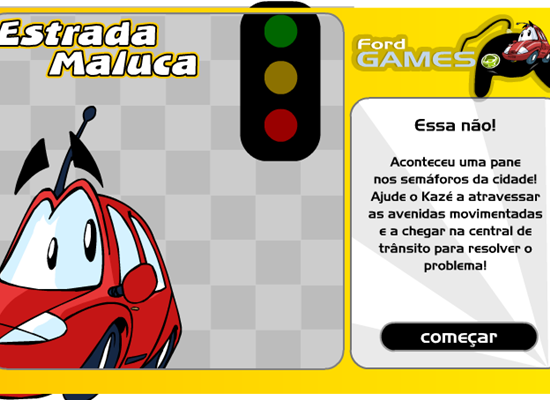 Estrada
Maluca
Ford
GAMES
Essa não!
Aconteceu uma pane
nos semáforos da cidade!
Ajude o Kazé a atravessar
as avenidas movimentadas
e a chegar na central de
trânsito para resolver o
problema!
começar